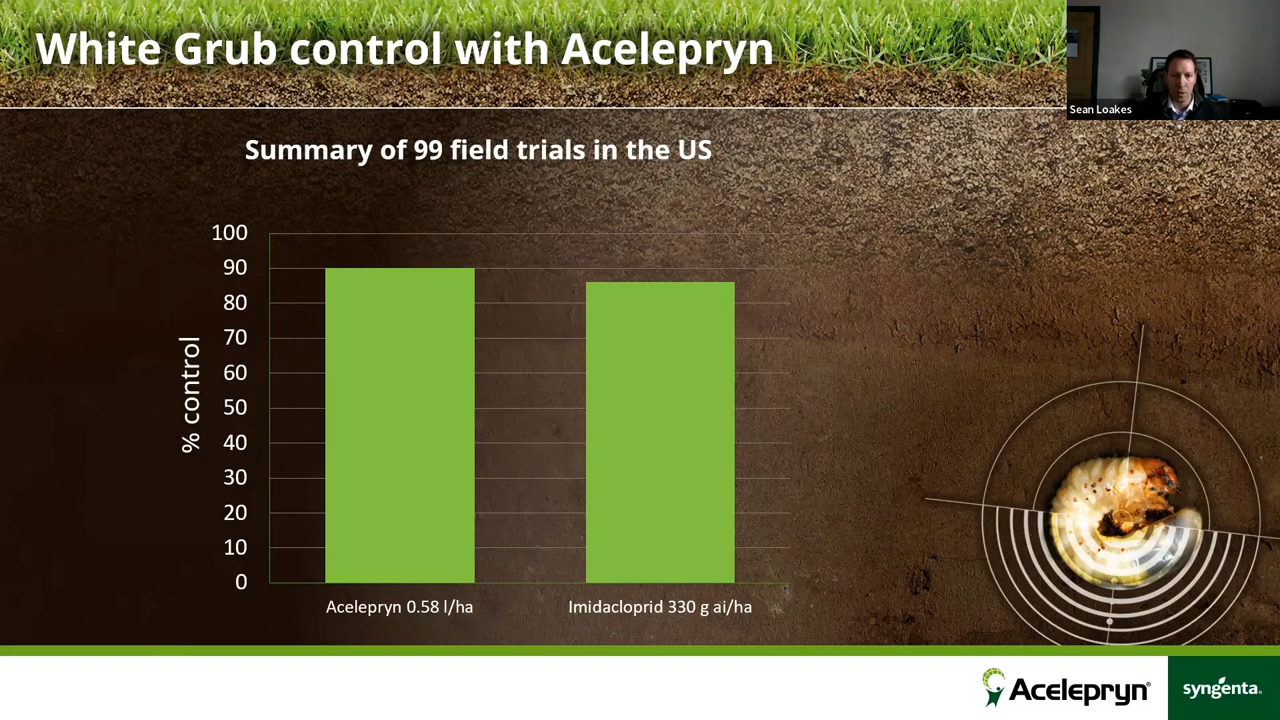 White Grub control with Acelepryn
Sean Loakes
Summary of 99 field trials in the US
100
90
80
70
60
50
40
30
20
10
0
% control
Acelepryn 0.58 l/ha
Imidacloprid 330 g ai/ha
Acelepryn®
syngenta®